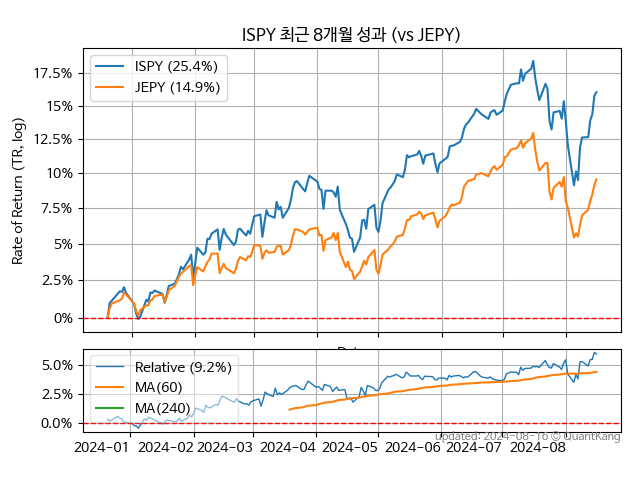 ISPY 최근 8개월 성과 (vs JEPY)
Rate of Return (TR, log)
17.5%
15%
12.5%
10%
7.5%
5%
2.5%
0%
ISPY (25.4%)
JEPY (14.9%)
5.0%
2.5%
0.0%
Relative (9.2%)
MA(60)
MA(240)
2024-01
2024-02
2024-03
2024-04
2024-05
2024-06
2024-07
2024-08
updated: 2024-08-16 © QuantKang